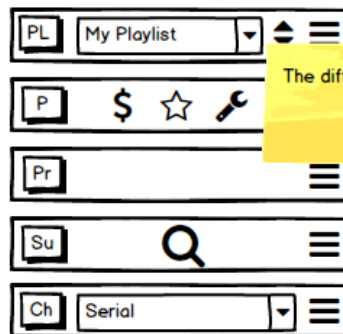 PL My Playlist
The dif
P $
Pr
Su
Ch Serial